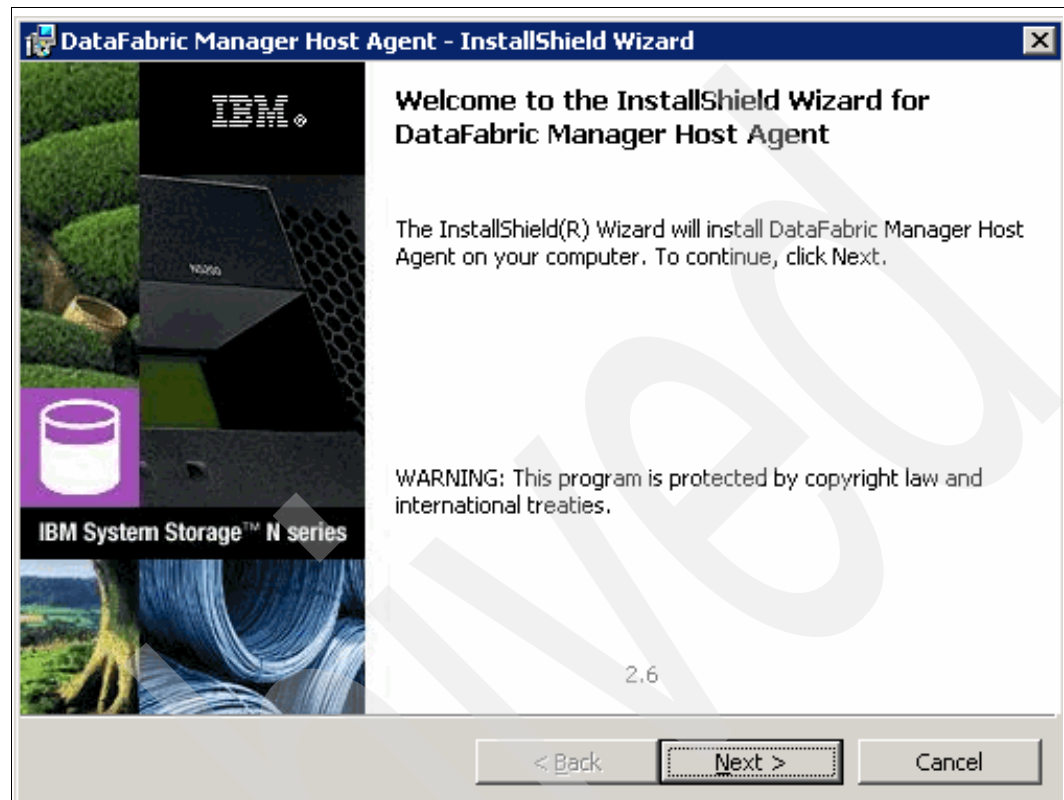 DataFabric Manager Host Agent - InstallShield Wizard
IBM®
Welcome to the InstallShield Wizard for
DataFabric Manager Host Agent
The InstallShield(R) Wizard will install DataFabric Manager Host
Agent on your computer. To continue, click Next.
WARNING: This program is protected by copyright law and
international treaties.
IBM System Storage™ N series
2.6
< Back
Next >
Cancel